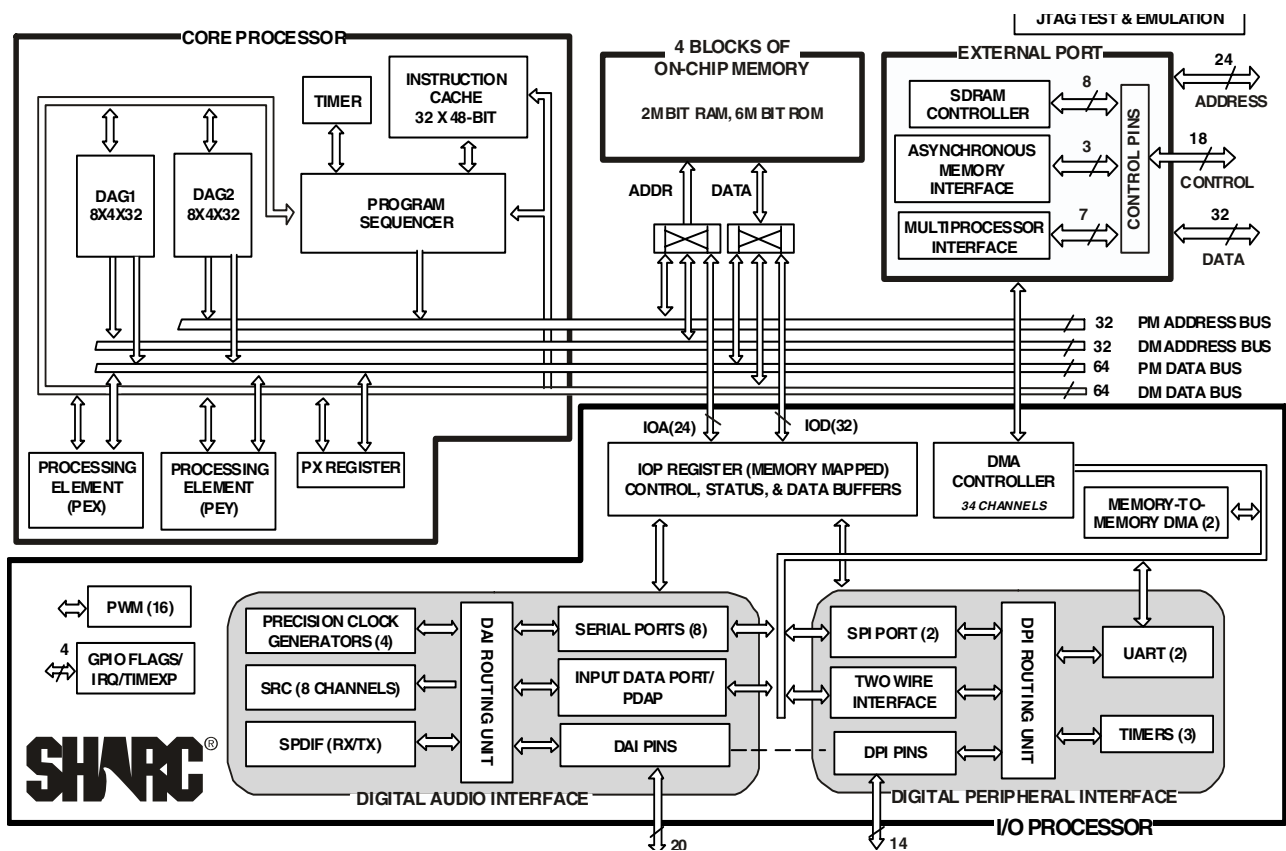 JTAG TEST & EMULATION
CORE PROCESSOR
INSTRUCTION
CACHE
32 X 48-BIT
TIMER
DAG1
8X4X32
DAG2
8X4X32
PROGRAM
SEQUENCER
4 BLOCKS OF
ON-CHIP MEMORY
2M BIT RAM, 6M BIT ROM
ADDR
DATA
EXTERNAL PORT
SDRAM
CONTROLLER
8
ASYNCHRONOUS
MEMORY
INTERFACE
3
MULTIPROCESSOR
INTERFACE
7
CONTROL PINS
24
ADDRESS
18
CONTROL
32
DATA
32 PM ADDRESS BUS
32 DM ADDRESS BUS
64 PM DATA BUS
64 DM DATA BUS
PROCESSING
ELEMENT
(PEX)
PROCESSING
ELEMENT
(PEY)
PX REGISTER
IOA(24)
IOD(32)
IOP REGISTER (MEMORY MAPPED)
CONTROL, STATUS, & DATA BUFFERS
DMA
CONTROLLER
34 CHANNELS
MEMORY-TO-
MEMORY DMA (2)
PWM (16)
4
GPIO FLAGS/
IRQ/TIMEXP
SHARC®
PRECISION CLOCK
GENERATORS (4)
SRC (8 CHANNELS)
SPDIF (RX/TX)
DAI ROUTING UNIT
SERIAL PORTS (8)
INPUT DATA PORT/
PDAP
DAI PINS
DIGITAL AUDIO INTERFACE
20
SPI PORT (2)
TWO WIRE
INTERFACE
DPI PINS
DPI ROUTING UNIT
UART (2)
TIMERS (3)
DIGITAL PERIPHERAL INTERFACE
14
I/O PROCESSOR